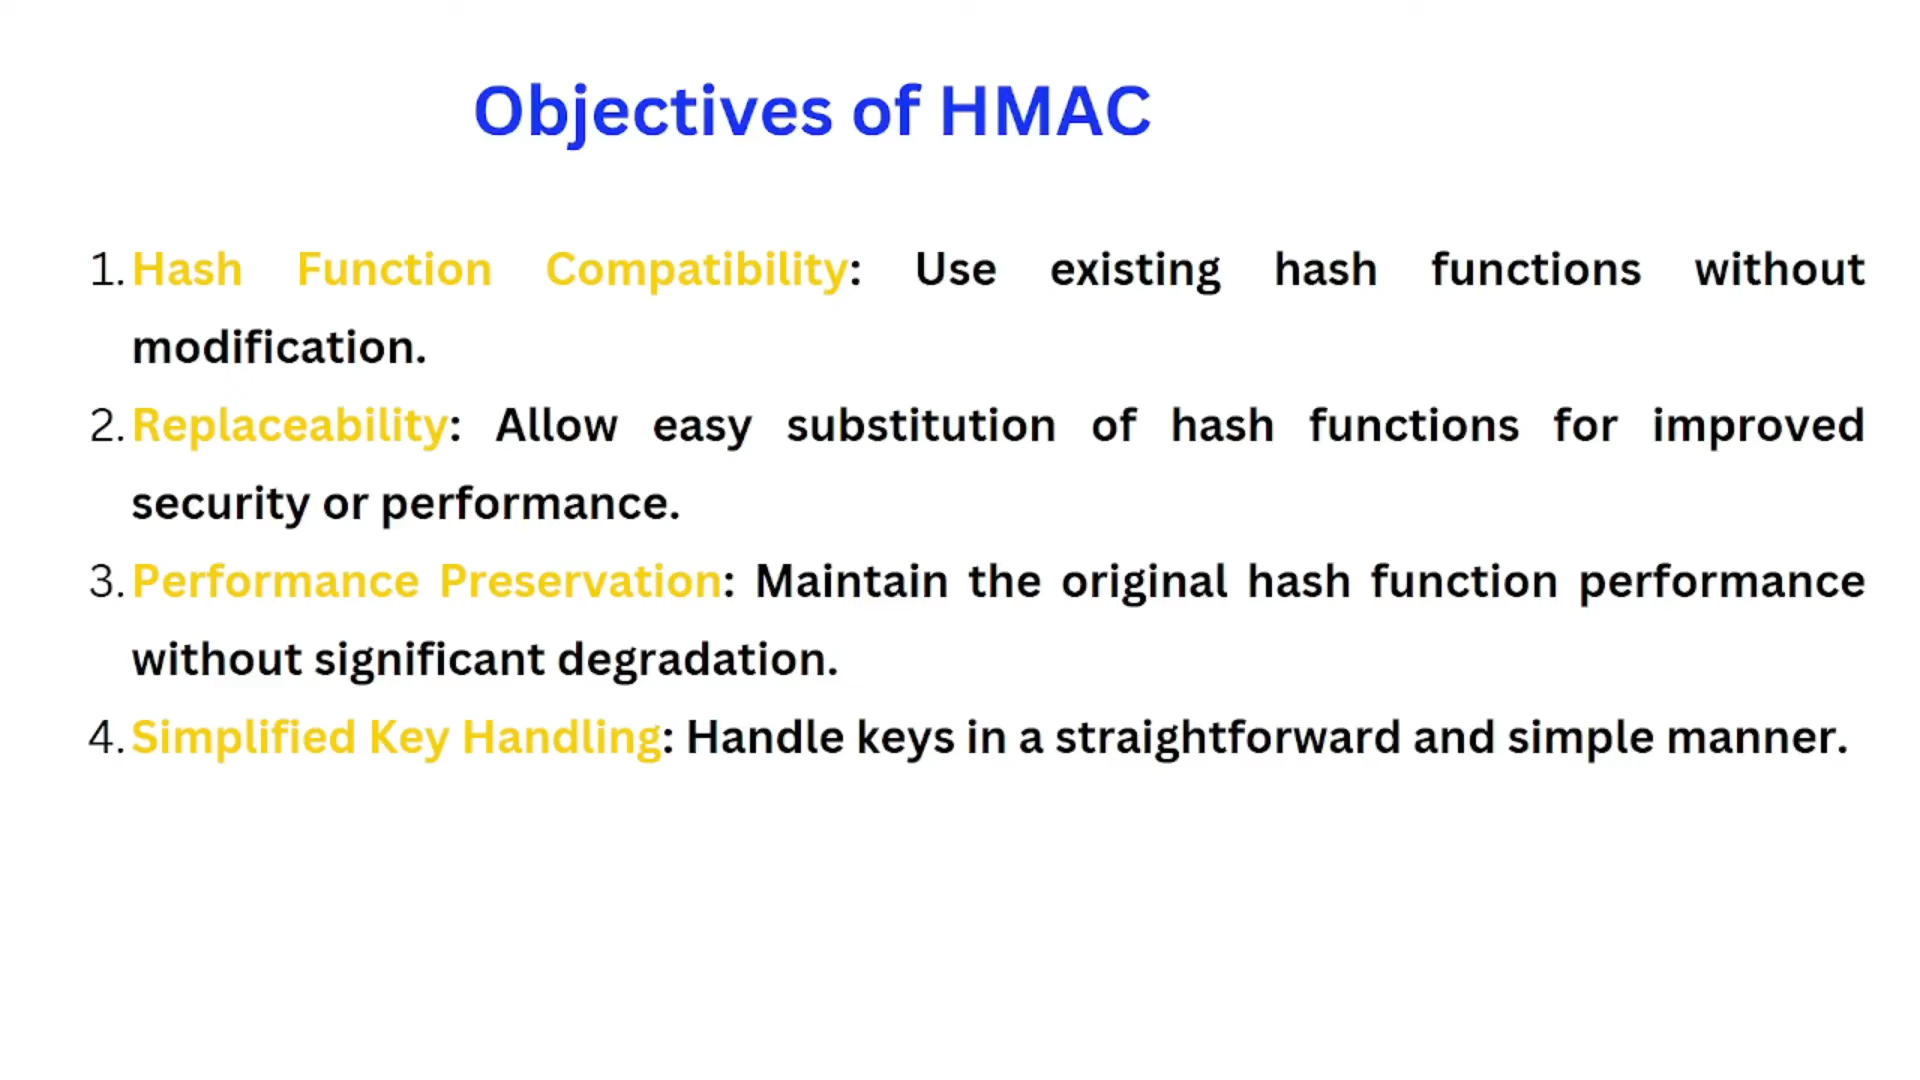 Objectives of HMAC
1. Hash Function Compatibility: Use existing hash functions without
modification.
2. Replaceability: Allow easy substitution of hash functions for improved
security or performance.
3. Performance Preservation: Maintain the original hash function performance
without significant degradation.
4. Simplified Key Handling: Handle keys in a straightforward and simple manner.